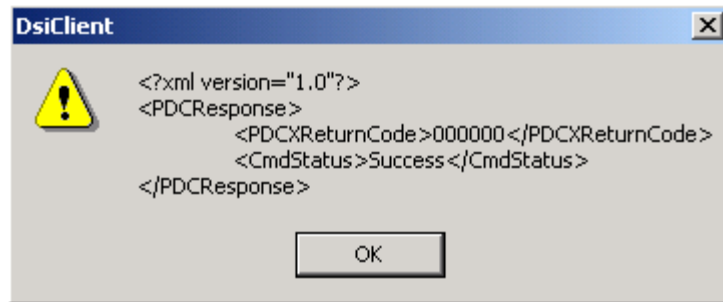 DsiClient
<?xml version="1.0"?>
<PDCResponse>
<PDCXReturnCode>000000</PDCXReturnCode>
<CmdStatus>Success</CmdStatus>
</PDCResponse>
OK